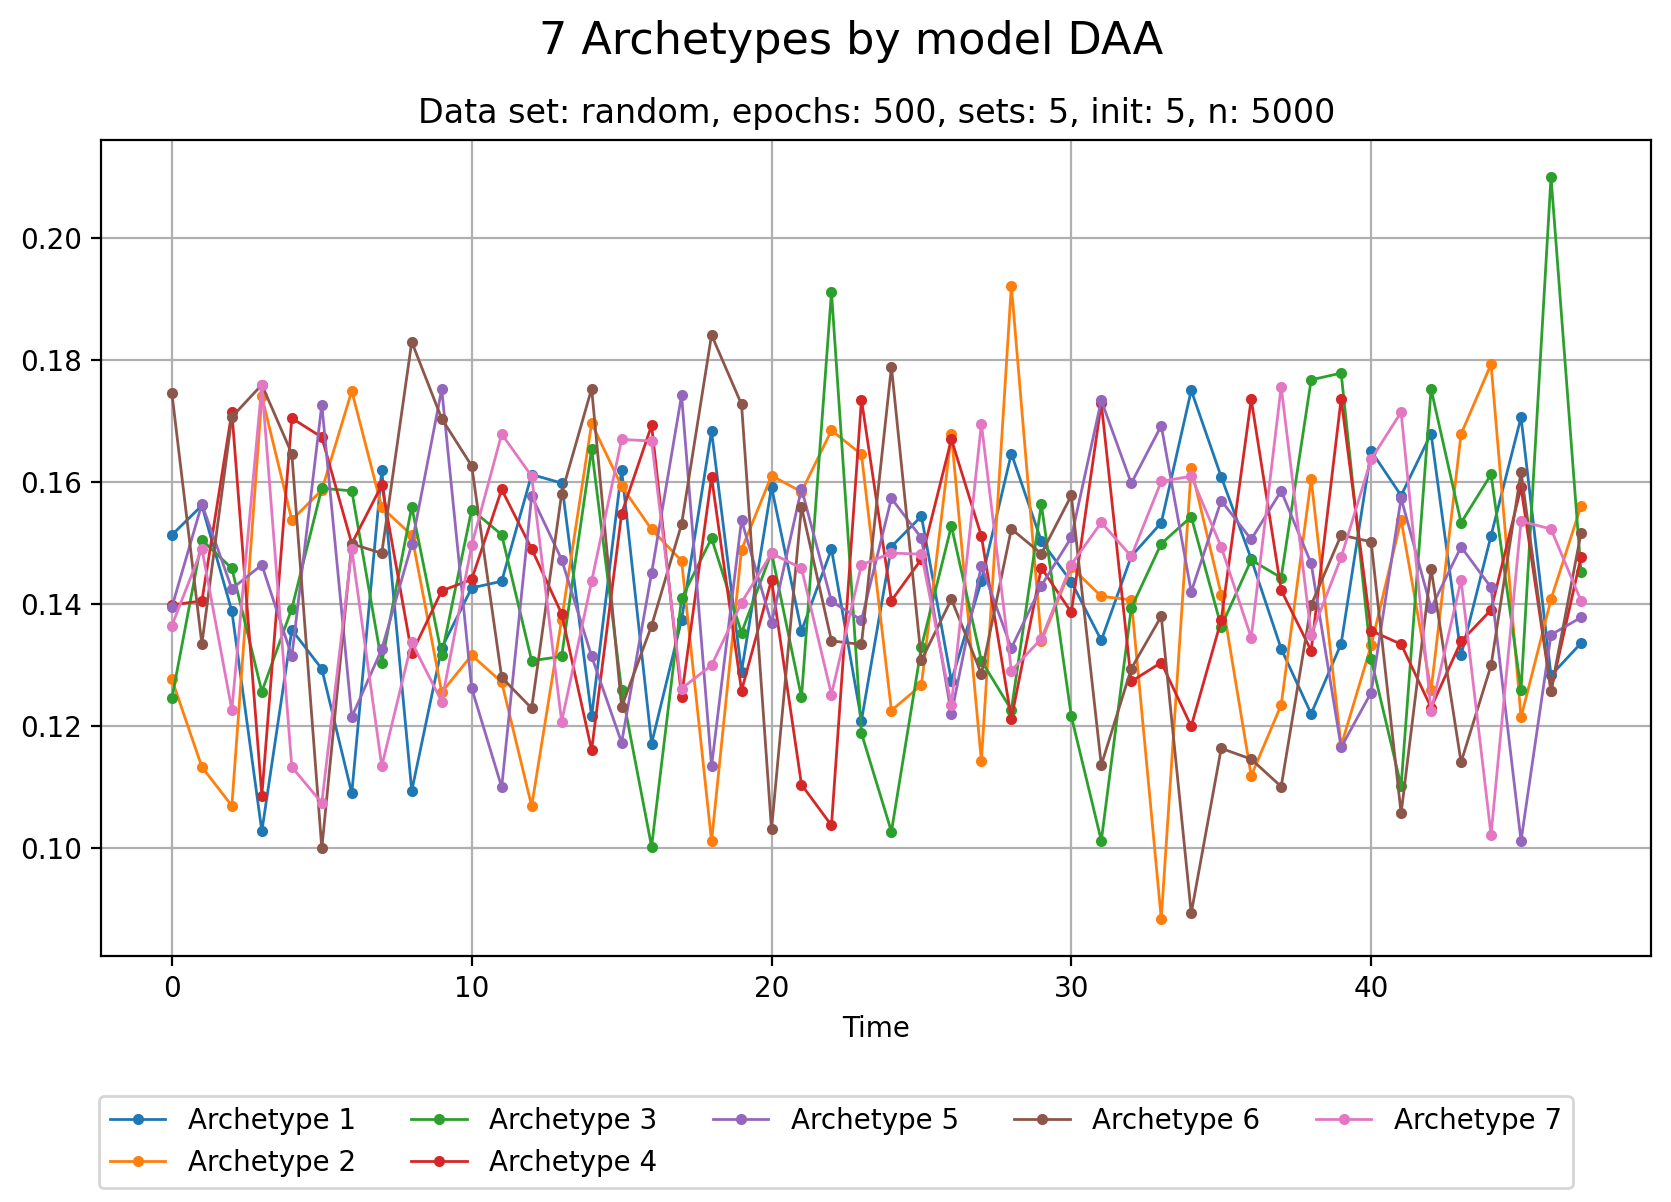 7 Archetypes by model DAA
Data set: random, epochs: 500, sets: 5, init: 5, n: 5000
0.20
0.18
0.16
0.14
0.12
0.10
0 10 20 30 40
Time
Archetype 1 Archetype 3 Archetype 5 Archetype 6 Archetype 7
Archetype 2 Archetype 4